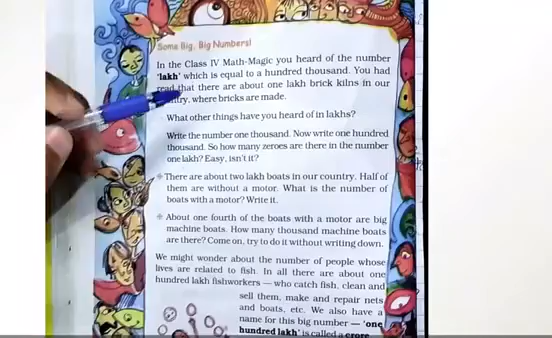 Some Big, Big Numbers!
In the Class IV Math-Magic you heard of the number
'lakh' which is equal to a hundred thousand. You had
read that there are about one lakh brick kilns in our
try, where bricks are made.
What other things have you heard of in lakhs?
Write the number one thousand. Now write one hundred
thousand. So how many zeroes are there in the number
one lakh? Easy, isn't it?
* There are about two lakh boats in our country. Half of
them are without a motor. What is the number of
boats with a motor? Write it.
* About one fourth of the boats with a motor are big
machine boats. How many thousand machine boats
are there? Come on, try to do it without writing down.
We might wonder about the number of people whose
lives are related to fish. In all there are about one
hundred lakh fishworkers — who catch fish, clean and
sell them, make and repair nets
and boats, etc. We also have a
name for this big number — 'one
hundred lakh' is called a crore